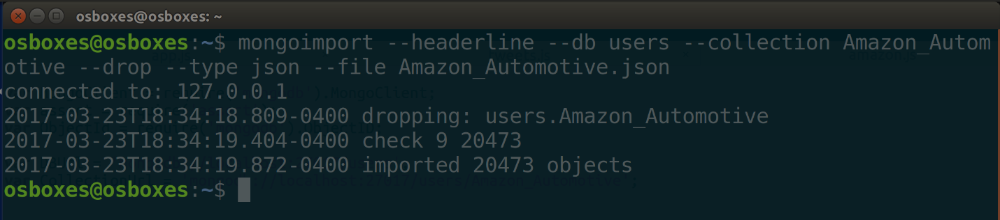 osboxes@osboxes: ~
osboxes@osboxes:~$ mongoimport --headerline --db users --collection Amazon_Autom
otive --drop --type json --file Amazon_Automotive.json
connected to: 127.0.0.1
2017-03-23T18:34:18.809-0400 dropping: users.Amazon_Automotive
2017-03-23T18:34:19.404-0400 check 9 20473
2017-03-23T18:34:19.872-0400 imported 20473 objects
osboxes@osboxes:~$